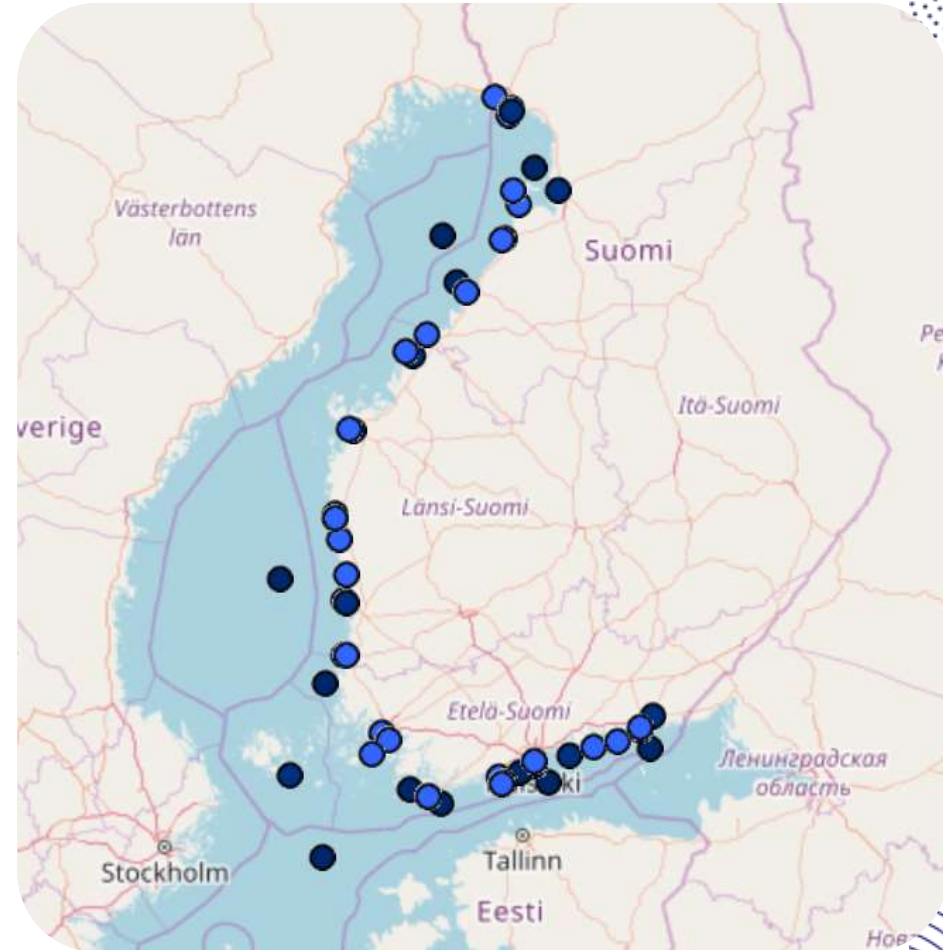 Västerbottens
län
Suomi
Itä-Suomi
verige
Länsi-Suomi
Etelä-Suomi
Ленинградская
область
Stockholm
Tallinn
Eesti